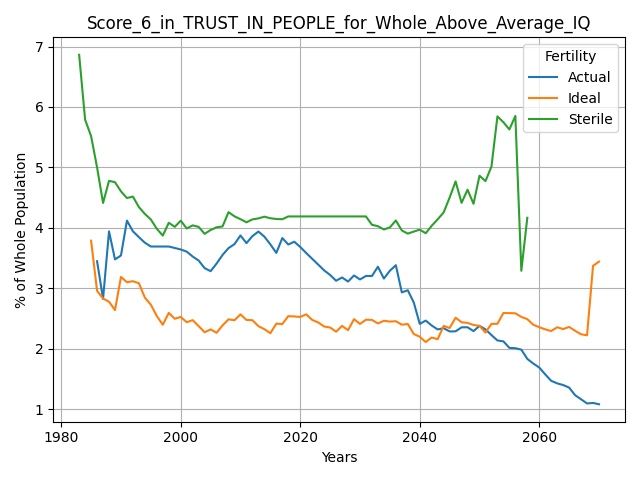 Score_6_in_TRUST_IN_PEOPLE_for_Whole_Above_Average_IQ
Fertility
Actual
Ideal
Sterile
% of Whole Population
7
6
5
4
3
2
1
1980 2000 2020 2040 2060
Years